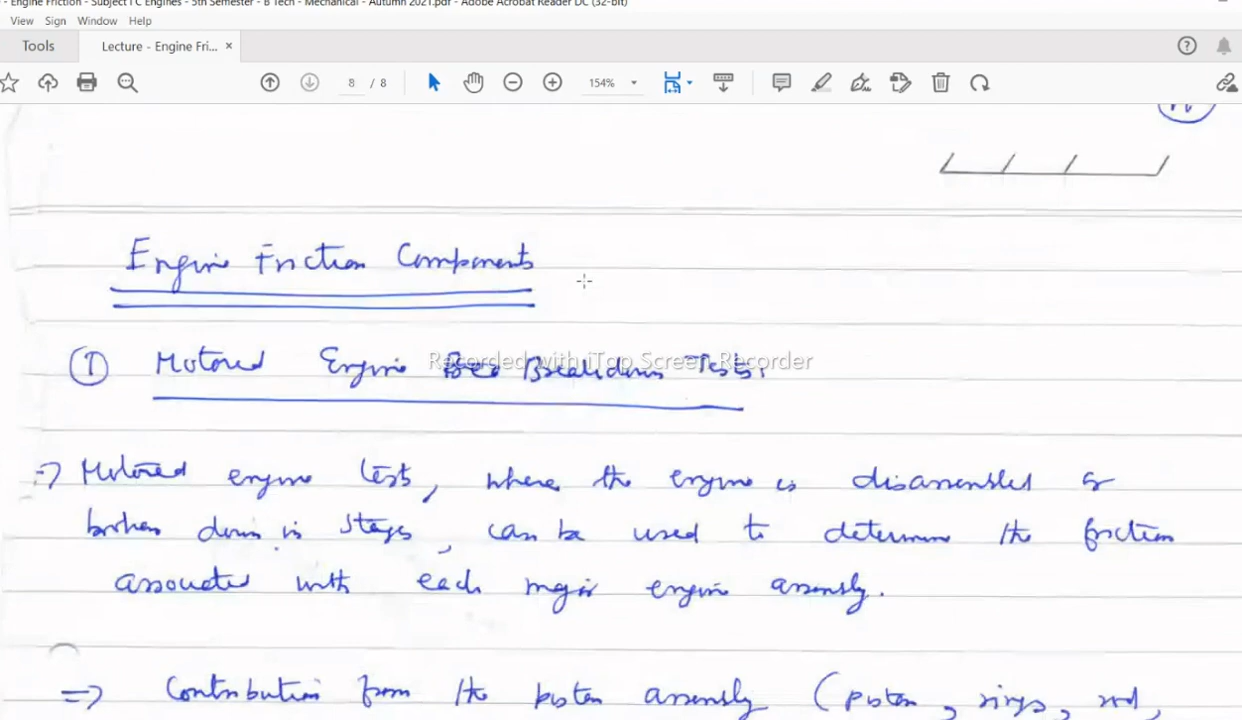 - Engine Friction - Subject I C Engines - 5th Semester - B Tech - Mechanical - Autumn 2021.pdf - Adobe Acrobat Reader DC (32-bit)
View Sign Window Help
Tools Lecture - Engine Fri... ×
8 / 8 154%
Engine Friction Components
① Motored Engine Breakdown Tests.
Recorded with iTop Screen Recorder
=> Motored engine test, where the engine is disassembled or
broken down in stages, can be used to determine the friction
associated with each major engine assembly.
=> Contribution from the piston assembly (piston, rings, rod,